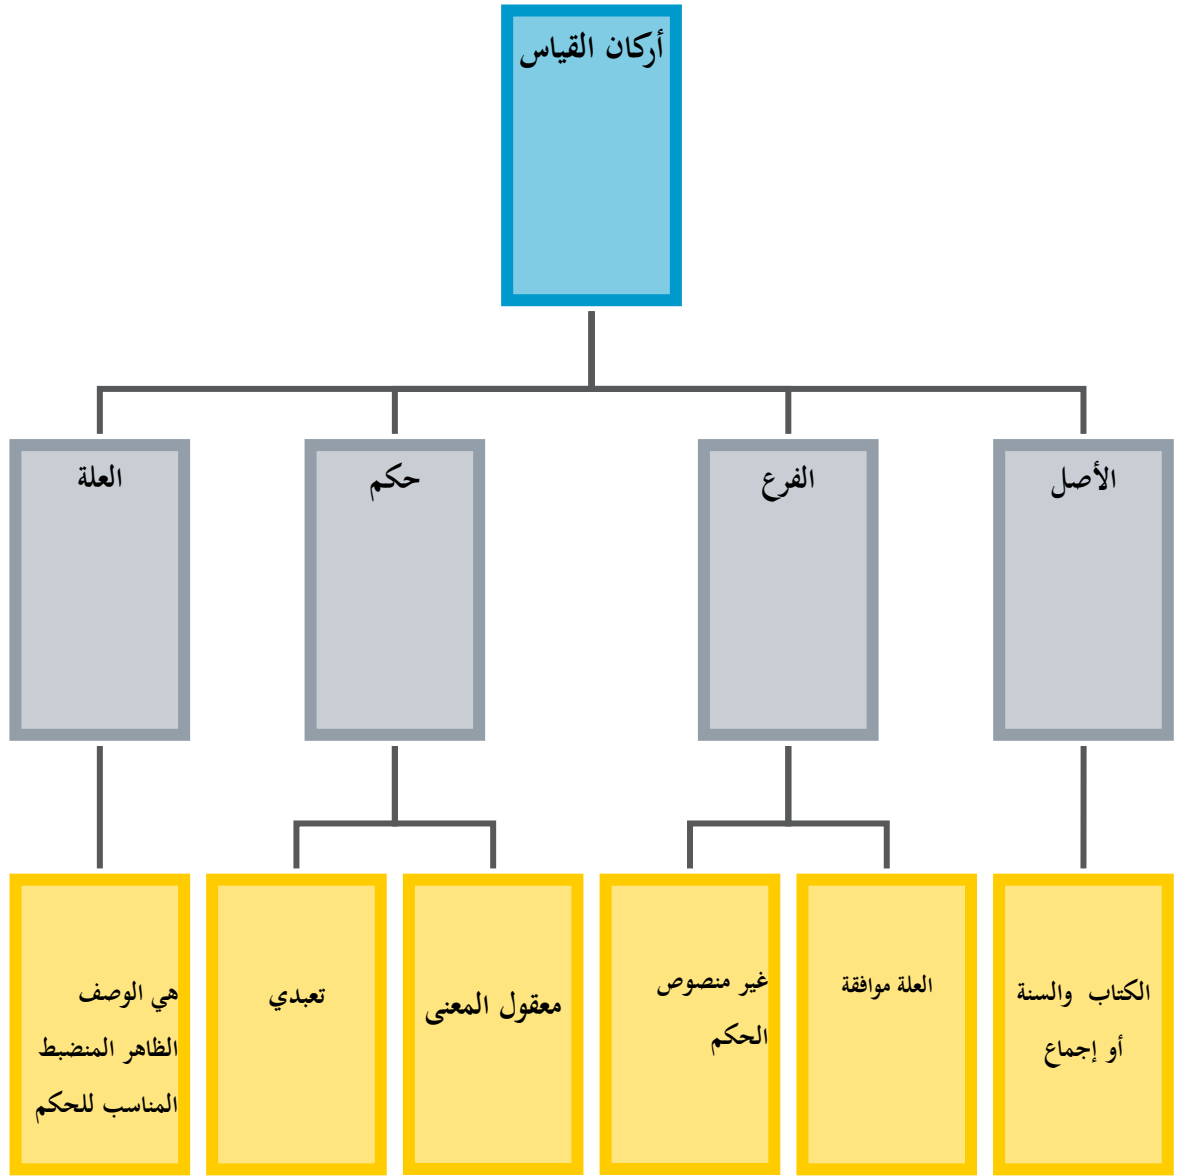 أركان القياس
الأصل
الفرع
حكم
العلة
الكتاب والسنة
أو إجماع
العلة موافقة
غير منصوص
الحكم
معقول المعنى
تعبدي
هي الوصف
الظاهر المنضبط
المناسب للحكم